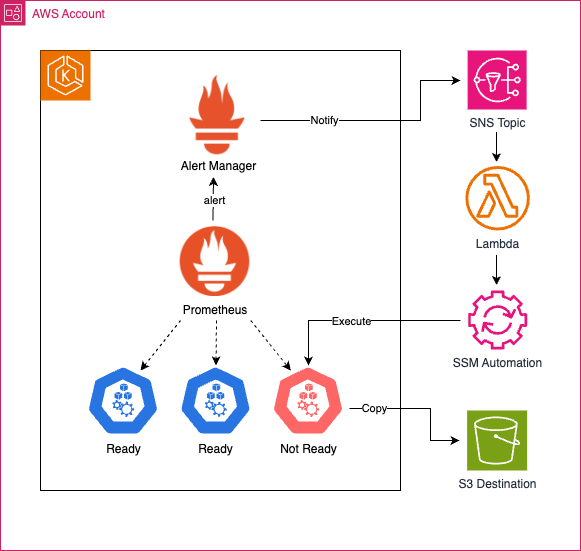 AWS Account
K
Alert Manager
Notify
SNS Topic
alert
Prometheus
Lambda
Execute
SSM Automation
Ready
Ready
Not Ready
Copy
S3 Destination